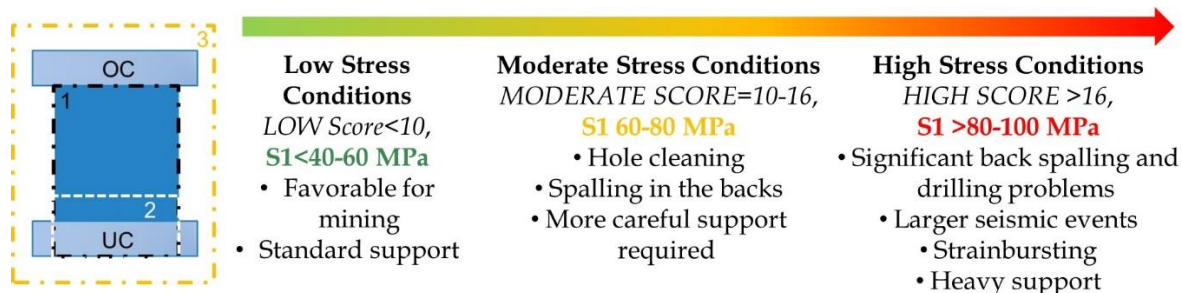 3
OC
1
2
UC
Low Stress
Conditions
LOW Score<10,
S1<40-60 MPa
• Favorable for
mining
• Standard support
Moderate Stress Conditions
MODERATE SCORE=10-16,
S1 60-80 MPa
• Hole cleaning
• Spalling in the backs
• More careful support
required
High Stress Conditions
HIGH SCORE >16,
S1 >80-100 MPa
• Significant back spalling and
drilling problems
• Larger seismic events
• Strainbursting
• Heavy support